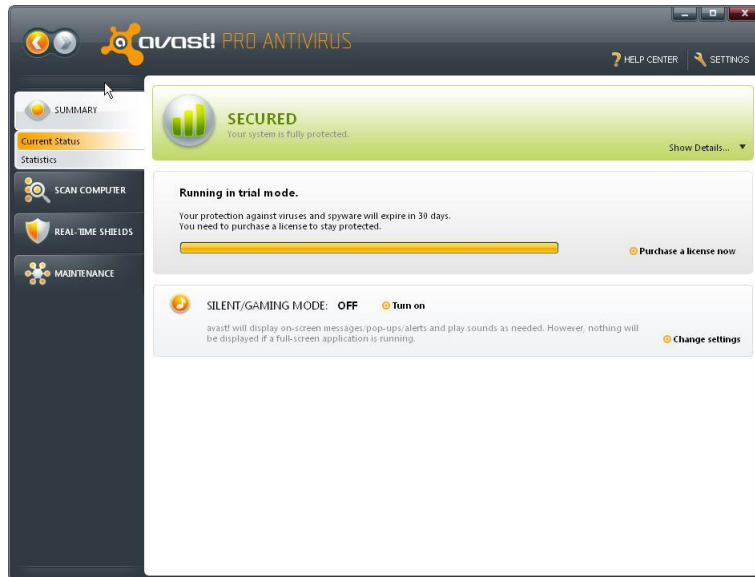 avast! PRO ANTIVIRUS
HELP CENTER
SETTINGS
SUMMARY
Current Status
Statistics
SCAN COMPUTER
REAL-TIME SHIELDS
MAINTENANCE
SECURED
Your system is fully protected.
Show Details...
Running in trial mode.
Your protection against viruses and spyware will expire in 30 days.
You need to purchase a license to stay protected.
Purchase a license now
SILENT/GAMING MODE: OFF Turn on
avast! will display on-screen messages/pop-ups/alerts and play sounds as needed. However, nothing will
be displayed if a full-screen application is running.
Change settings